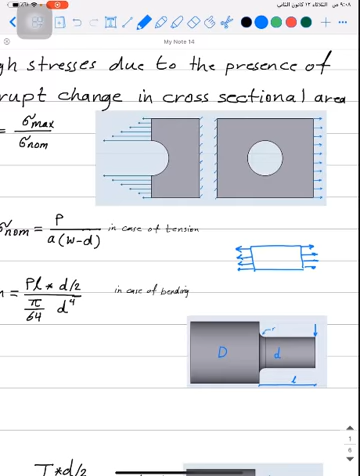 ٩:٠٨ ص الثلاثاء ١٣ كانون الثاني
My Note 14
gh stresses due to the presence of
rupt change in cross sectional area
= σmax / σnom
σnom = P / a(w-d) in case of tension
= Pl * d/2 / π/64 d⁴ in case of bending
r
D d
l
T*d/2
1
6